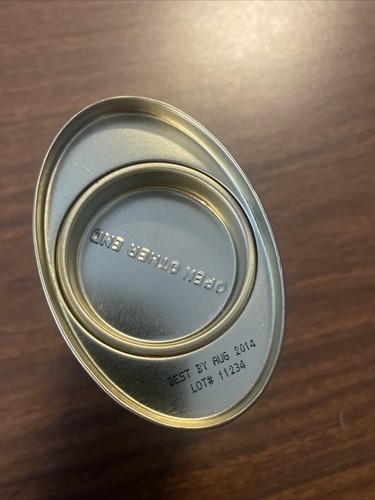 OPEN OTHER END
BEST BY AUG 2014
LOT# 11234